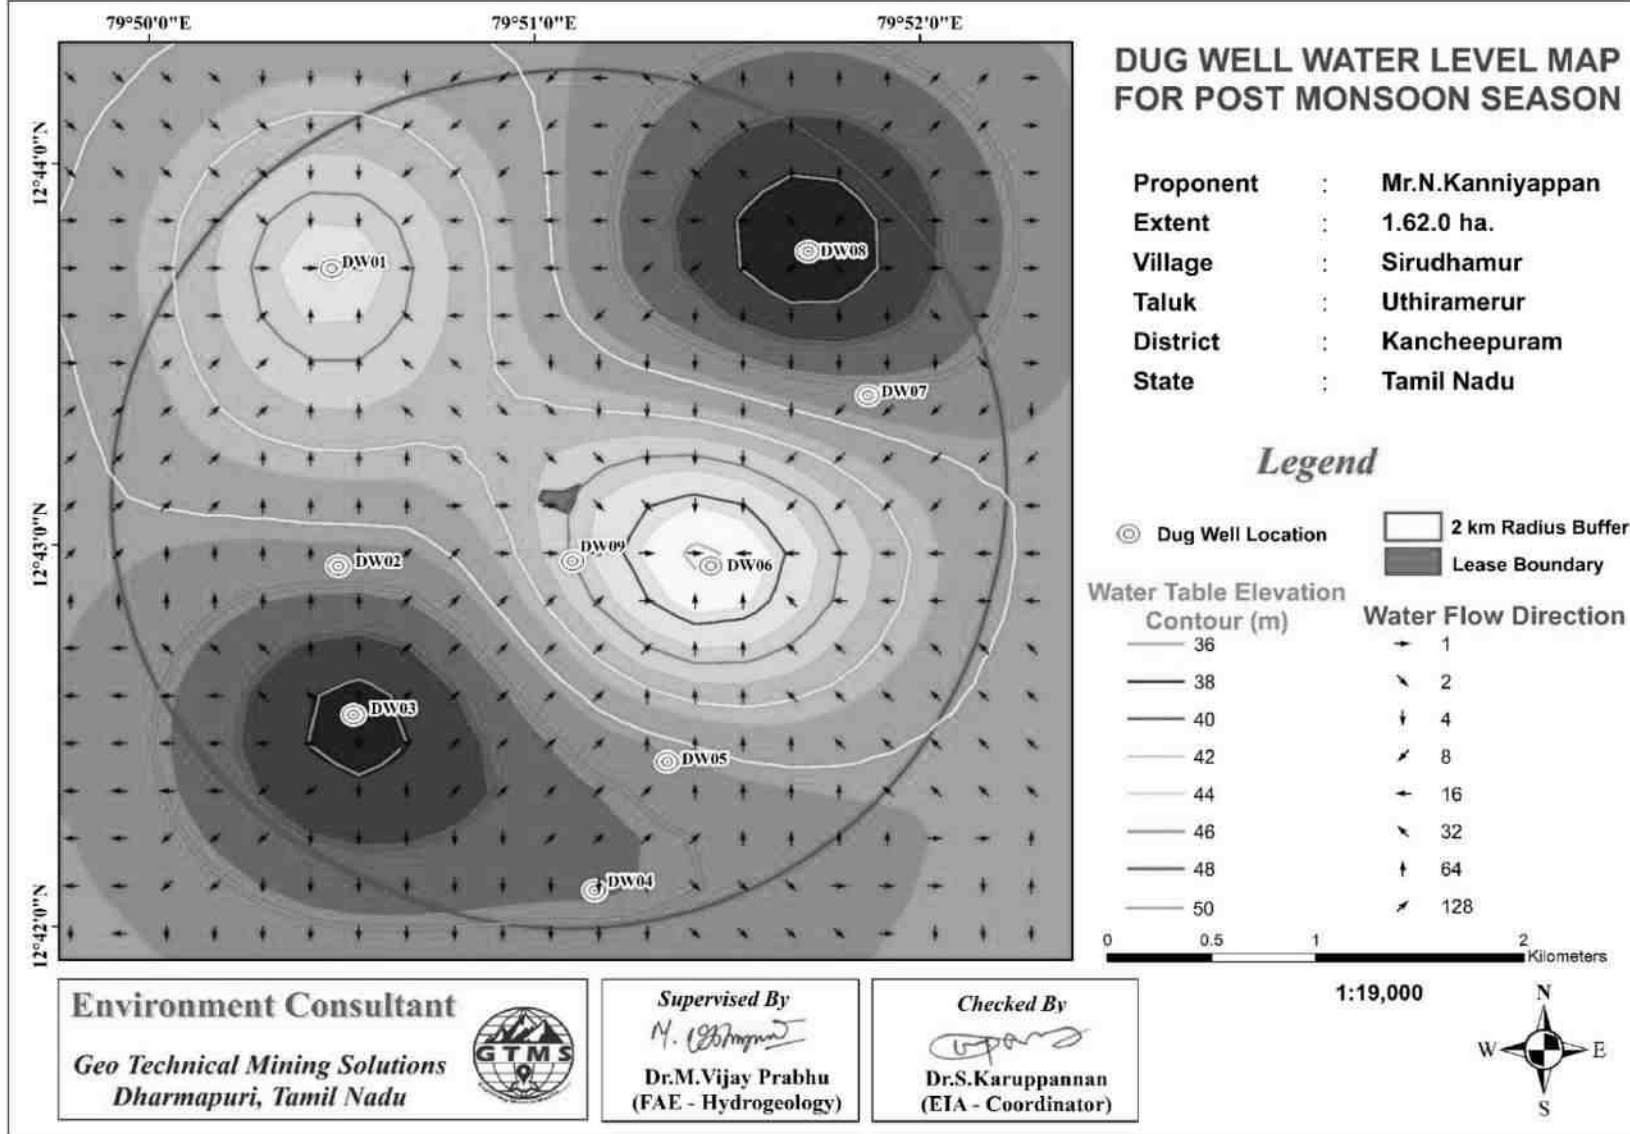 79°50'0"E 79°51'0"E 79°52'0"E
12°44'0"N
12°43'0"N
12°42'0"N
DW01
DW08
DW07
DW09
DW02
DW06
DW03
DW05
DW04
DUG WELL WATER LEVEL MAP
FOR POST MONSOON SEASON
Proponent : Mr.N.Kanniyappan
Extent : 1.62.0 ha.
Village : Sirudhamur
Taluk : Uthiramerur
District : Kancheepuram
State : Tamil Nadu
Legend
Dug Well Location
2 km Radius Buffer
Lease Boundary
Water Table Elevation
Contour (m)
36
38
40
42
44
46
48
50
Water Flow Direction
1
2
4
8
16
32
64
128
0 0.5 1 2
Kilometers
1:19,000
N
W E
S
Environment Consultant
Geo Technical Mining Solutions
Dharmapuri, Tamil Nadu
GTMS
Supervised By
Dr.M.Vijay Prabhu
(FAE - Hydrogeology)
Checked By
Dr.S.Karuppannan
(EIA - Coordinator)